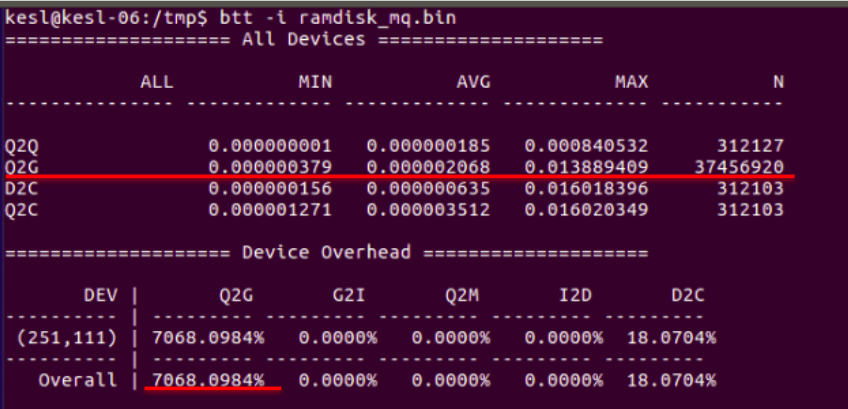 kesl@kesl-06:/tmp$ btt -i ramdisk_mq.bin
==================== All Devices ====================
ALL MIN AVG MAX N
--------------- ------------- ------------- ------------- -----------
Q2Q 0.000000001 0.000000185 0.000840532 312127
Q2G 0.000000379 0.000002068 0.013889409 37456920
D2C 0.000000156 0.000000635 0.016018396 312103
Q2C 0.000001271 0.000003512 0.016020349 312103
==================== Device Overhead ====================
DEV | Q2G G2I Q2M I2D D2C
---------- | --------- --------- --------- --------- ---------
(251,111) | 7068.0984% 0.0000% 0.0000% 0.0000% 18.0704%
---------- | --------- --------- --------- --------- ---------
Overall | 7068.0984% 0.0000% 0.0000% 0.0000% 18.0704%